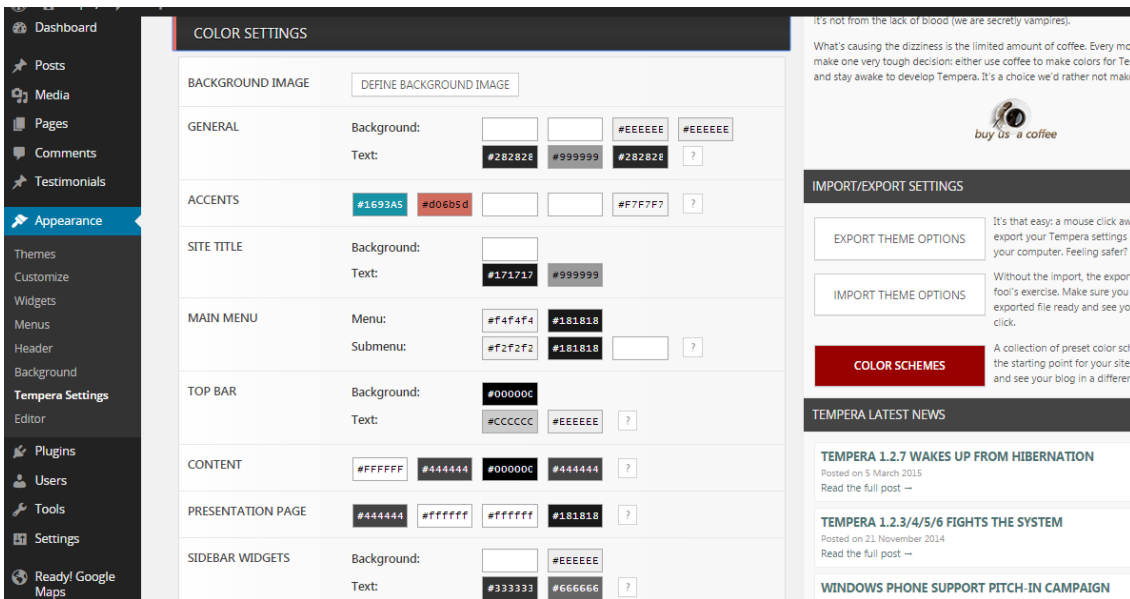 Dashboard
Posts
Media
Pages
Comments
Testimonials
Appearance
Themes
Customize
Widgets
Menus
Header
Background
Tempera Settings
Editor
Plugins
Users
Tools
Settings
Ready! Google
Maps
COLOR SETTINGS
BACKGROUND IMAGE DEFINE BACKGROUND IMAGE
GENERAL Background: #EEEEEE #EEEEEE
Text: #282828 #999999 #282828 ?
ACCENTS #1693A5 #d06b5d #F7F7F7 ?
SITE TITLE Background:
Text: #171717 #999999
MAIN MENU Menu: #f4f4f4 #181818
Submenu: #f2f2f2 #181818 ?
TOP BAR Background: #000000
Text: #CCCCCC #EEEEEE ?
CONTENT #FFFFFF #444444 #000000 #444444 ?
PRESENTATION PAGE #444444 #ffffff #ffffff #181818 ?
SIDEBAR WIDGETS Background: #EEEEEE
Text: #333333 #666666 ?
It's not from the lack of blood (we are secretly vampires).
What's causing the dizziness is the limited amount of coffee. Every
make one very tough decision: either use coffee to make colors for
and stay awake to develop Tempera. It's a choice we'd rather not
buy us a coffee
IMPORT/EXPORT SETTINGS
EXPORT THEME OPTIONS
It's that easy: a mouse click
export your Tempera settings
your computer. Feeling safer?
IMPORT THEME OPTIONS
Without the import, the
fool's exercise. Make sure you
exported file ready and see
click.
COLOR SCHEMES
A collection of preset color
the starting point for your site
and see your blog in a
TEMPERA LATEST NEWS
TEMPERA 1.2.7 WAKES UP FROM HIBERNATION
Posted on 5 March 2015
Read the full post →
TEMPERA 1.2.3/4/5/6 FIGHTS THE SYSTEM
Posted on 21 November 2014
Read the full post →
WINDOWS PHONE SUPPORT PITCH-IN CAMPAIGN